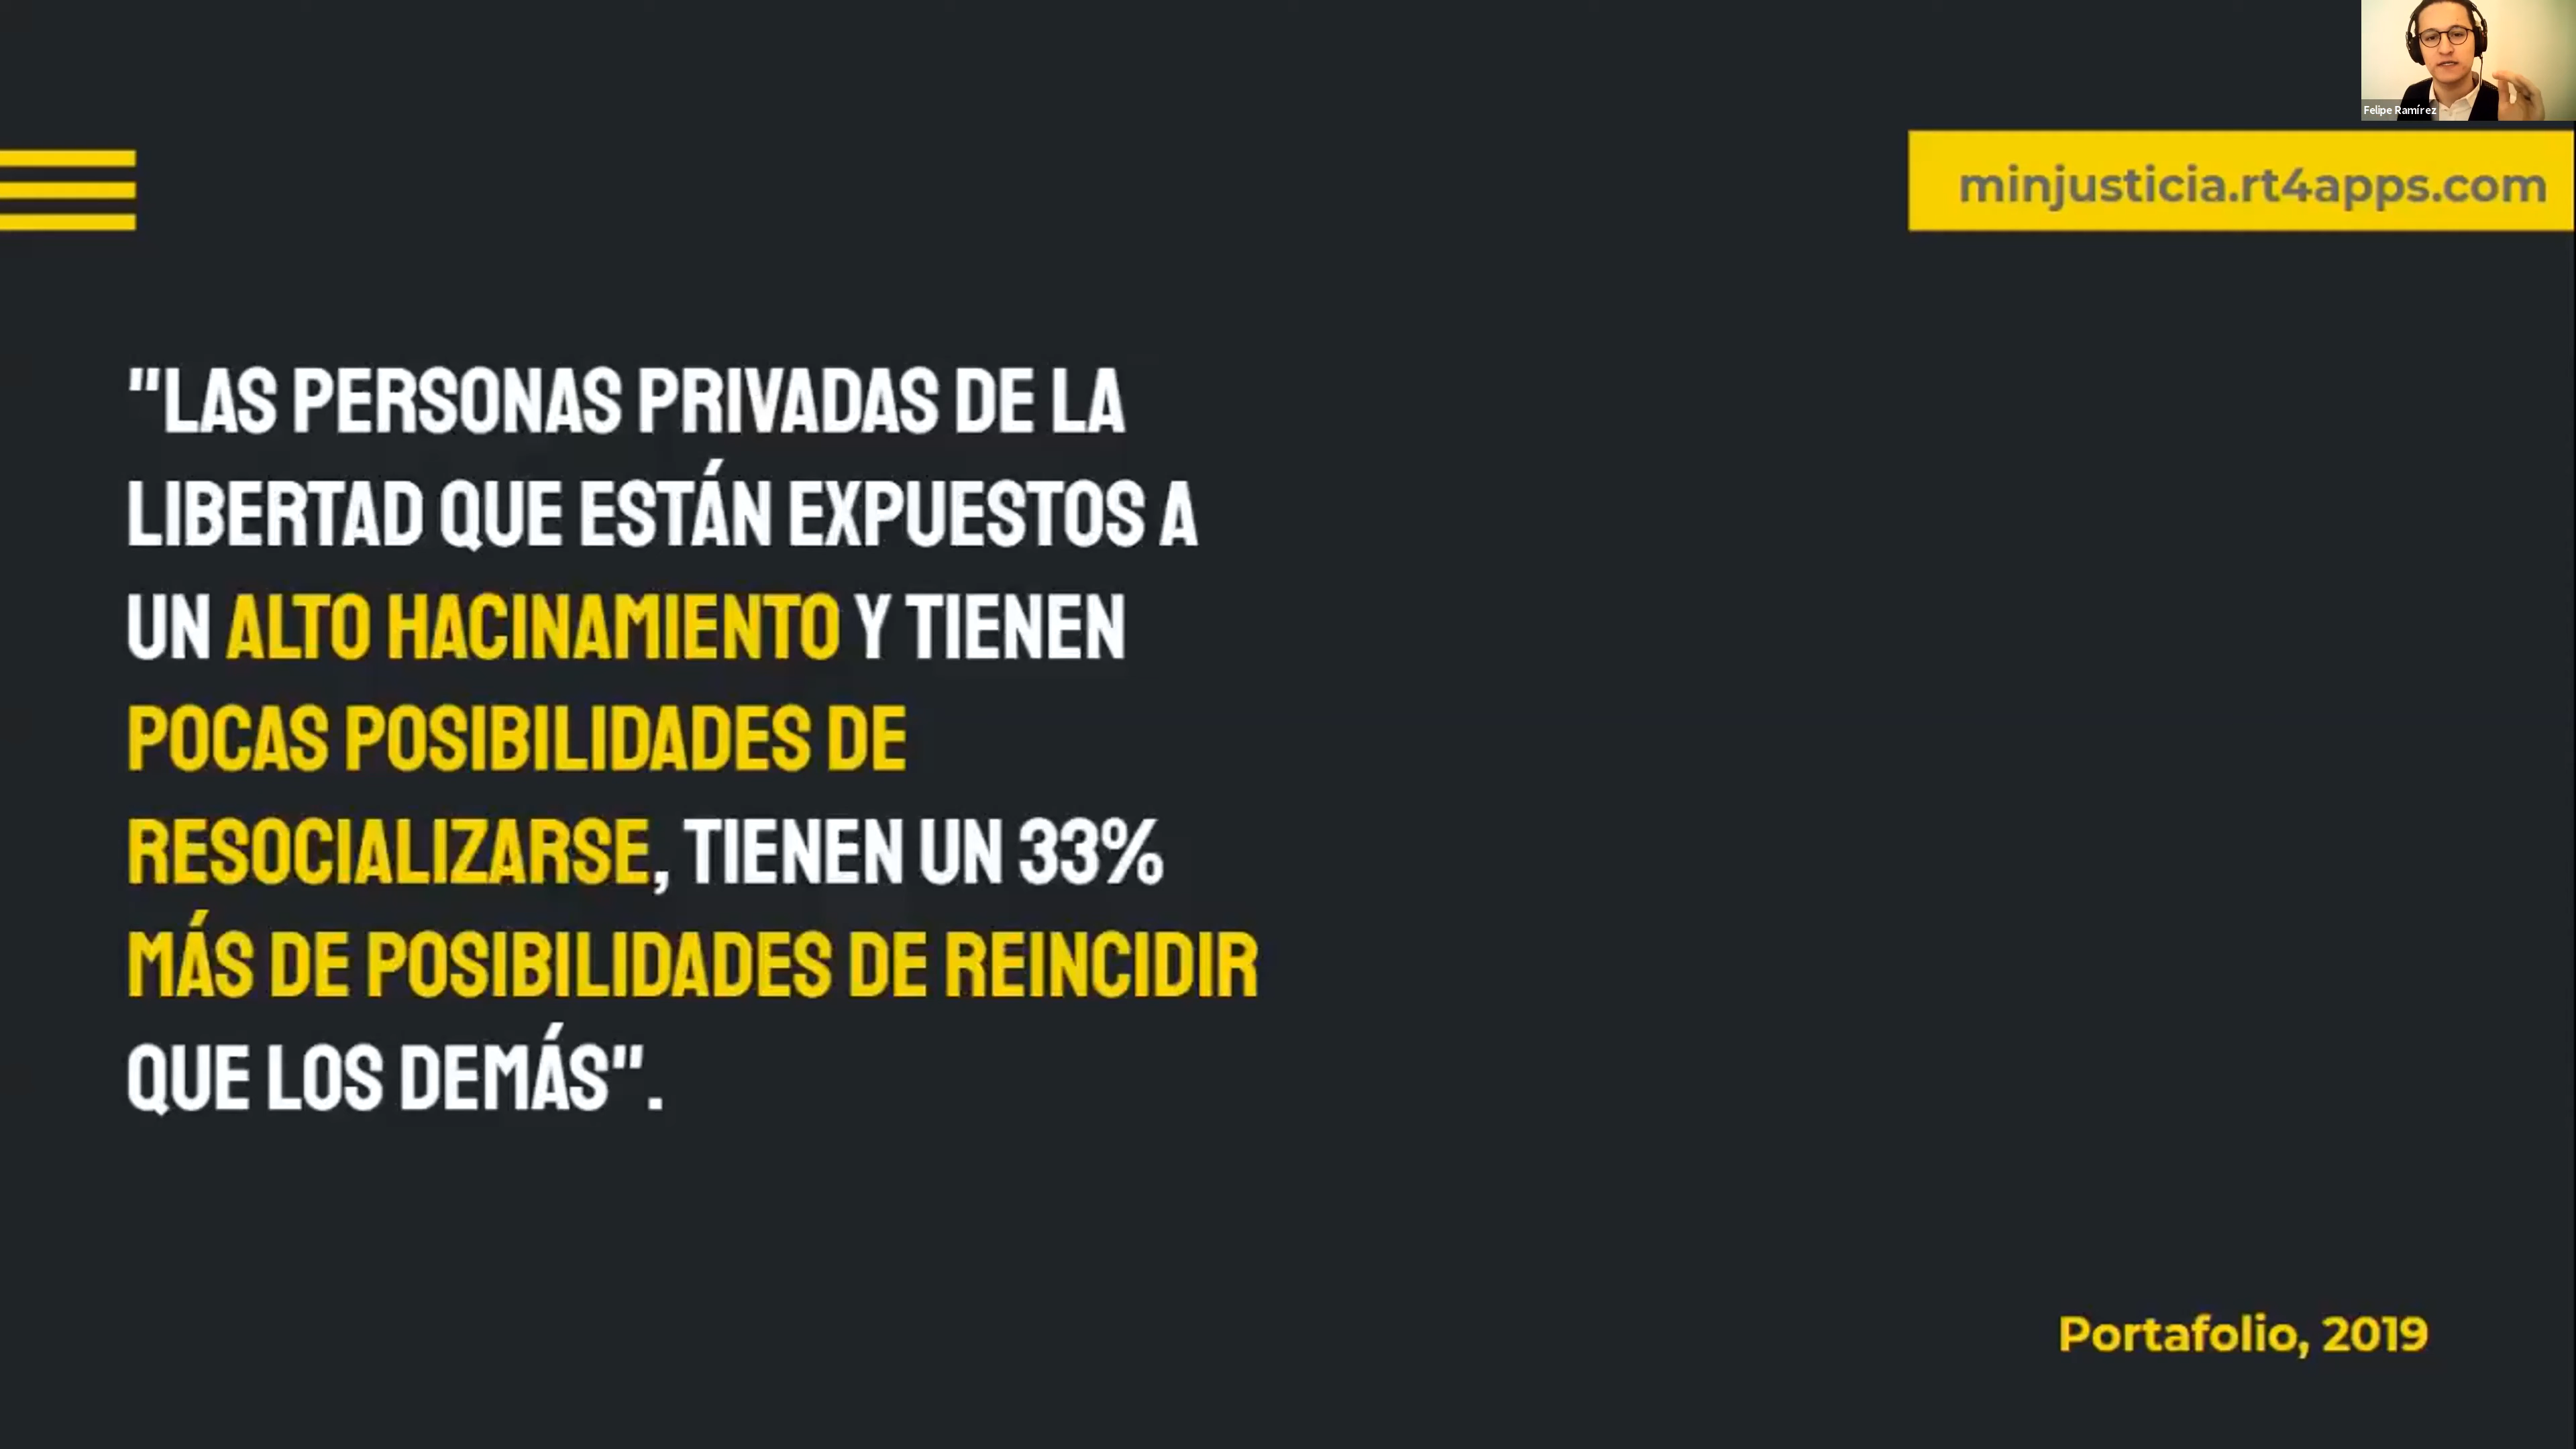 Felipe Ramírez
minjusticia.rt4apps.com
"LAS PERSONAS PRIVADAS DE LA
LIBERTAD QUE ESTÁN EXPUESTOS A
UN ALTO HACINAMIENTO Y TIENEN
POCAS POSIBILIDADES DE
RESOCIALIZARSE, TIENEN UN 33%
MÁS DE POSIBILIDADES DE REINCIDIR
QUE LOS DEMÁS".
Portafolio, 2019